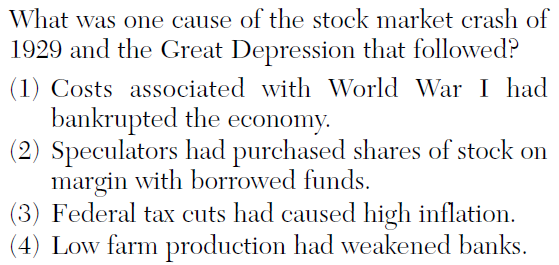 What was one cause of the stock market crash of
1929 and the Great Depression that followed?
(1) Costs associated with World War I had
bankrupted the economy.
(2) Speculators had purchased shares of stock on
margin with borrowed funds.
(3) Federal tax cuts had caused high inflation.
(4) Low farm production had weakened banks.